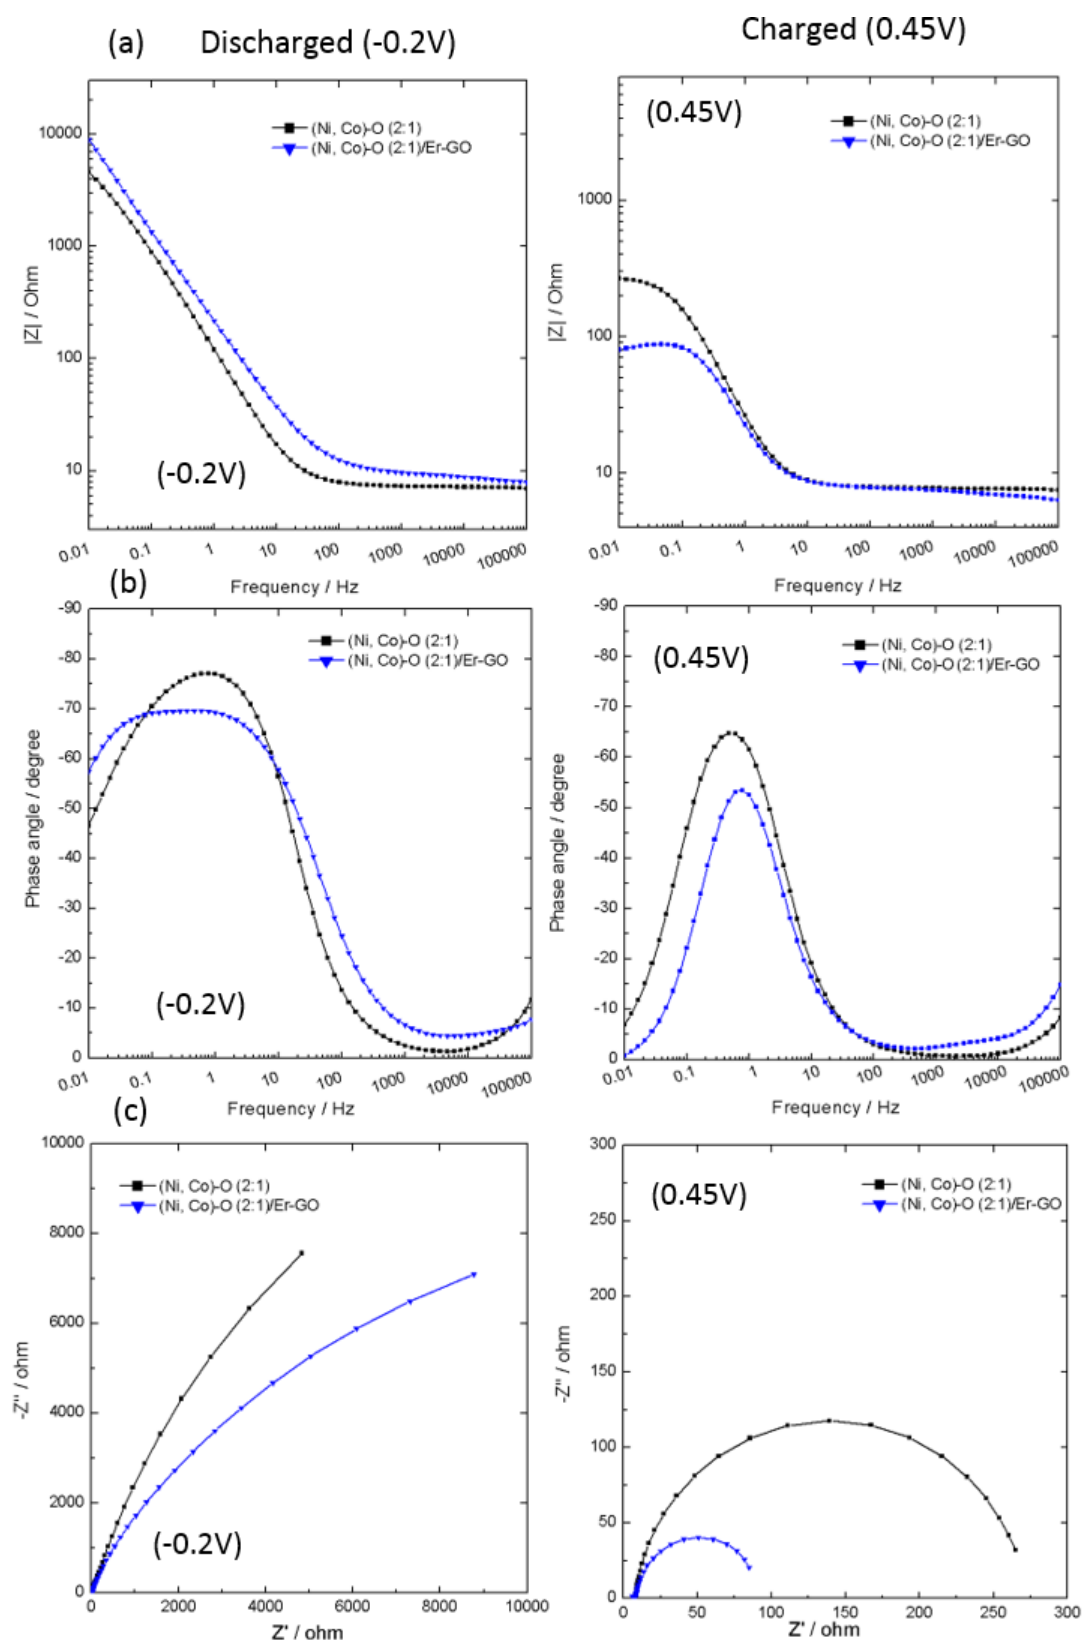 (a) Discharged (-0.2V)
Charged (0.45V)
10000
1000
100
10
|Z| / Ohm
(Ni, Co)-O (2:1)
(Ni, Co)-O (2:1)/Er-GO
(-0.2V)
0.01 0.1 1 10 100 1000 10000 100000
Frequency / Hz
(0.45V)
(Ni, Co)-O (2:1)
(Ni, Co)-O (2:1)/Er-GO
1000
100
10
|Z| / Ohm
0.01 0.1 1 10 100 1000 10000 100000
Frequency / Hz
(b)
-90
-80
-70
-60
-50
-40
-30
-20
-10
0
Phase angle / degree
(Ni, Co)-O (2:1)
(Ni, Co)-O (2:1)/Er-GO
(-0.2V)
0.01 0.1 1 10 100 1000 10000 100000
Frequency / Hz
-90
-80
-70
-60
-50
-40
-30
-20
-10
0
Phase angle / degree
(0.45V)
(Ni, Co)-O (2:1)
(Ni, Co)-O (2:1)/Er-GO
0.01 0.1 1 10 100 1000 10000 100000
Frequency / Hz
(c)
10000
8000
6000
4000
2000
0
-Z'' / ohm
(Ni, Co)-O (2:1)
(Ni, Co)-O (2:1)/Er-GO
(-0.2V)
0 2000 4000 6000 8000 10000
Z' / ohm
300
250
200
150
100
50
0
-Z'' / ohm
(0.45V)
(Ni, Co)-O (2:1)
(Ni, Co)-O (2:1)/Er-GO
0 50 100 150 200 250 300
Z' / ohm